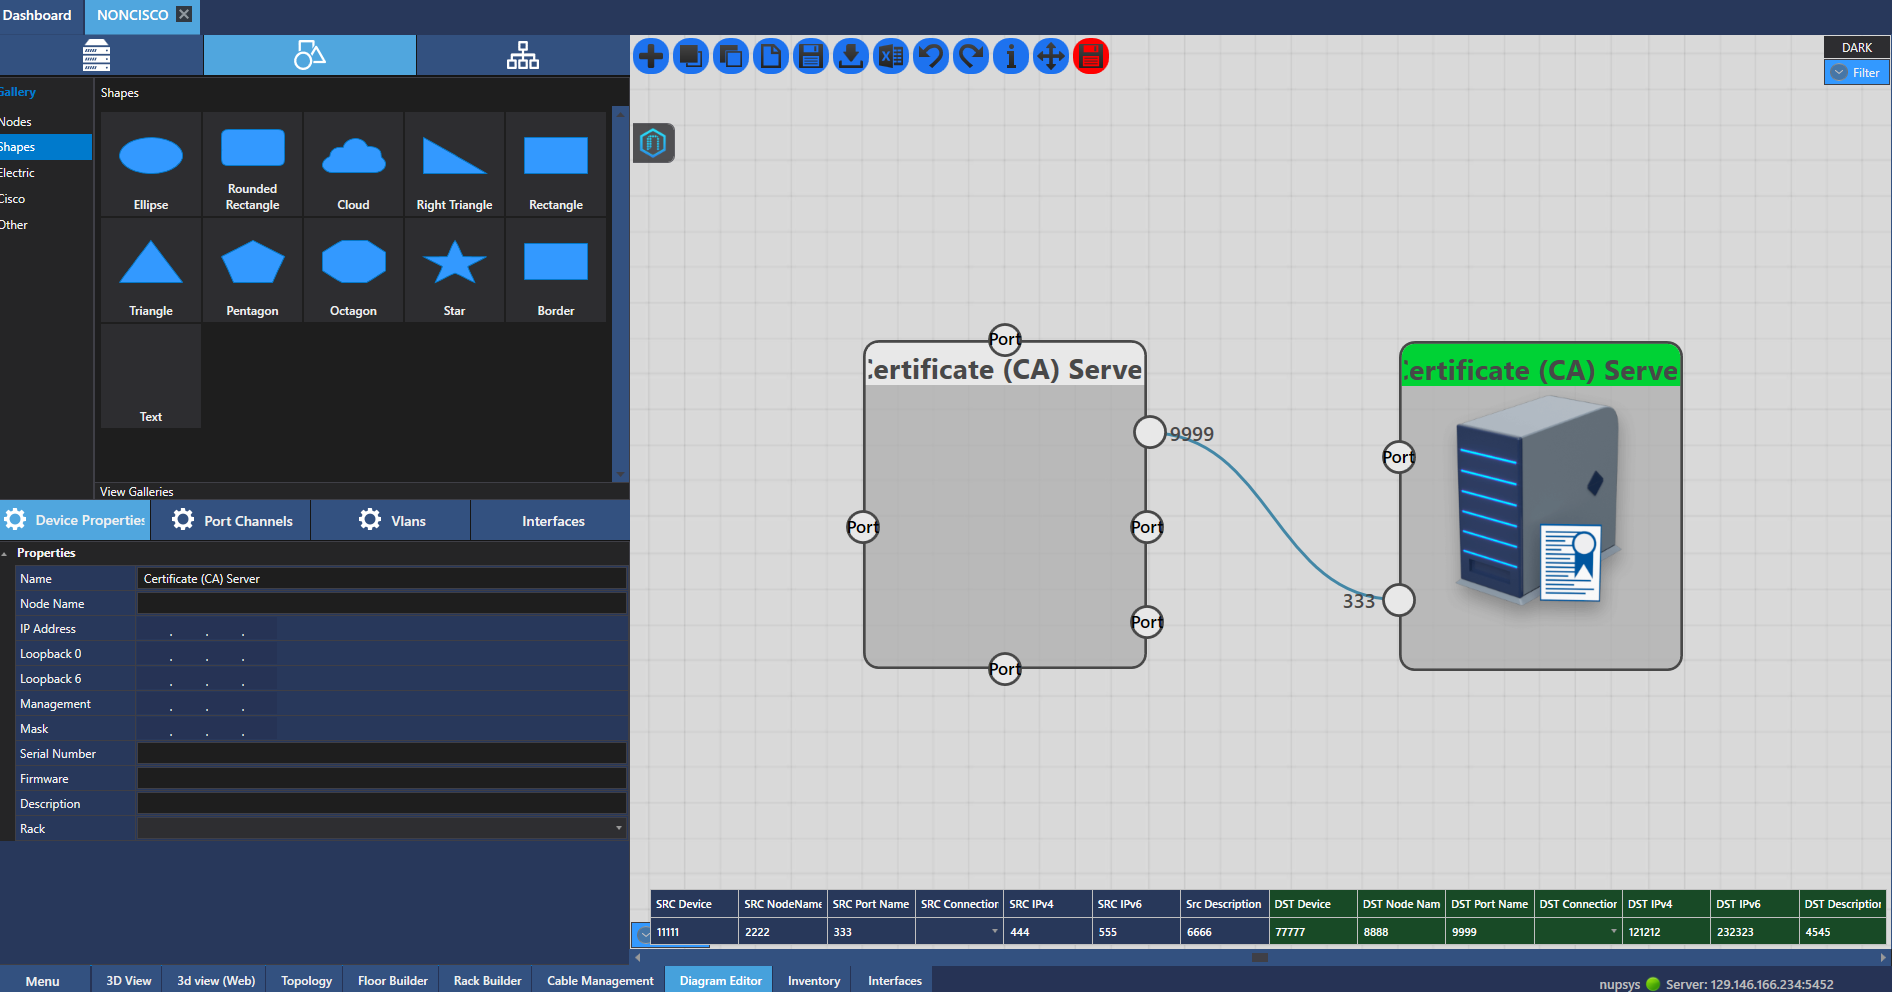 Dashboard
NONCISCO
DARK
Filter
Gallery
Nodes
Shapes
Electric
Cisco
Other
Shapes
Ellipse
Rounded
Rectangle
Cloud
Right Triangle
Rectangle
Triangle
Pentagon
Octagon
Star
Border
Text
View Galleries
Device Properties
Port Channels
Vlans
Interfaces
Properties
Name Certificate (CA) Server
Node Name
IP Address . . .
Loopback 0 . . .
Loopback 6 . . .
Management . . .
Mask . . .
Serial Number
Firmware
Description
Rack
Port
Certificate (CA) Serve
9999
Port
Port
Port
Port
Certificate (CA) Serve
Port
333
SRC Device SRC NodeName SRC Port Name SRC Connection SRC IPv4 SRC IPv6 Src Description DST Device DST Node Nam DST Port Name DST Connection DST IPv4 DST IPv6 DST Description
11111 2222 333 444 555 6666 77777 8888 9999 121212 232323 4545
Menu 3D View 3d view (Web) Topology Floor Builder Rack Builder Cable Management Diagram Editor Inventory Interfaces
nupsys Server: 129.146.166.234:5452